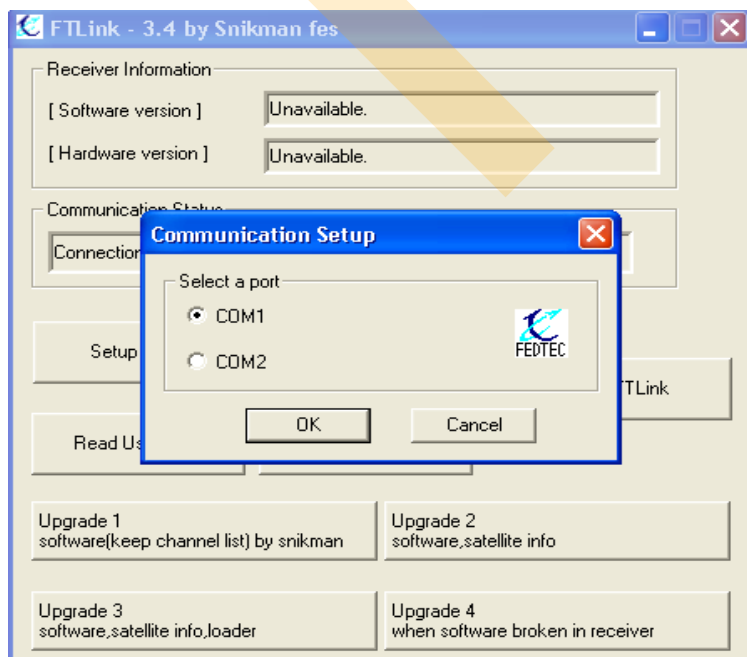 FTLink - 3.4 by Snikman fes
Receiver Information
[ Software version ]
Unavailable.
[ Hardware version ]
Unavailable.
Communication Status
Connection
Communication Setup
Select a port
COM1
COM2
FEDTEC
OK
Cancel
Setup
TLink
Read Us
Upgrade 1
software(keep channel list) by snikman
Upgrade 2
software,satellite info
Upgrade 3
software,satellite info,loader
Upgrade 4
when software broken in receiver